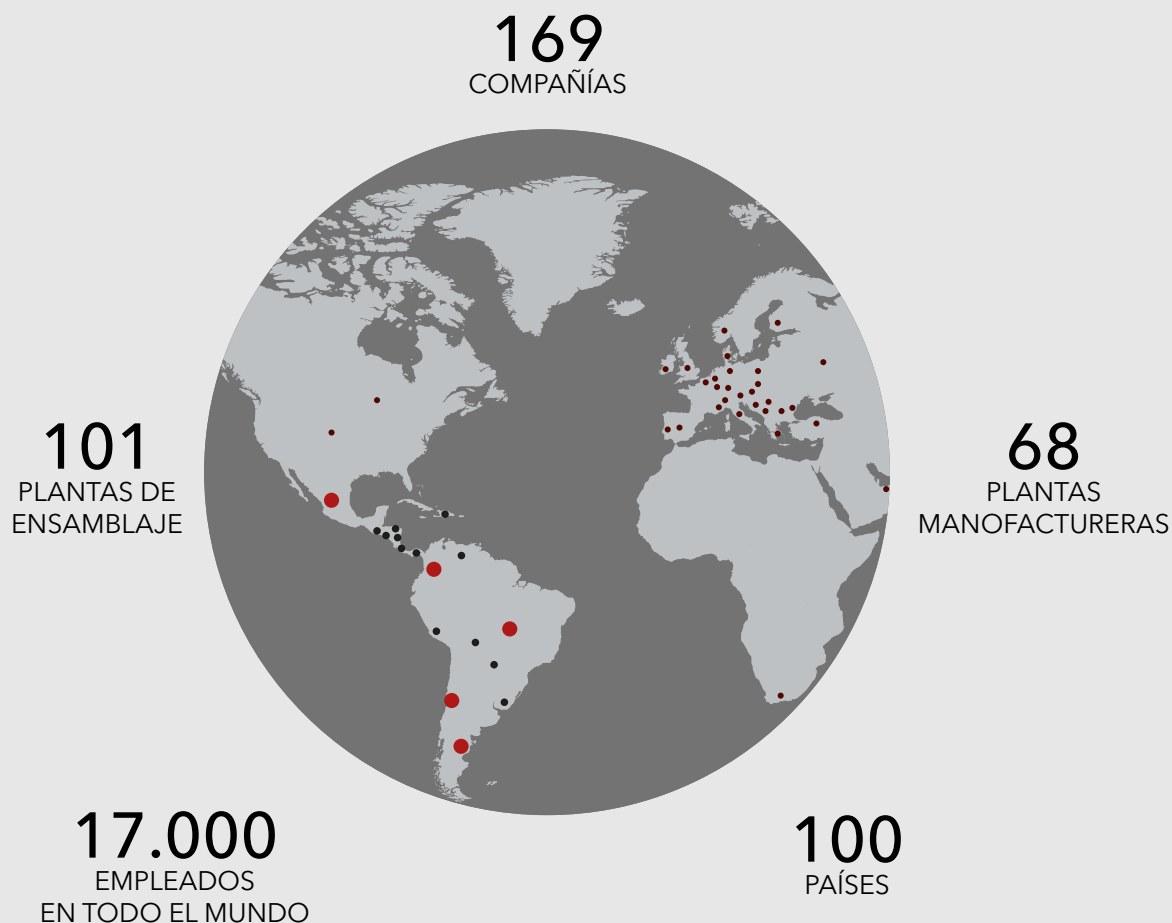 169
COMPAÑÍAS
101
PLANTAS DE
ENSAMBLAJE
68
PLANTAS
MANOFACTURERAS
17.000
EMPLEADOS
EN TODO EL MUNDO
100
PAÍSES